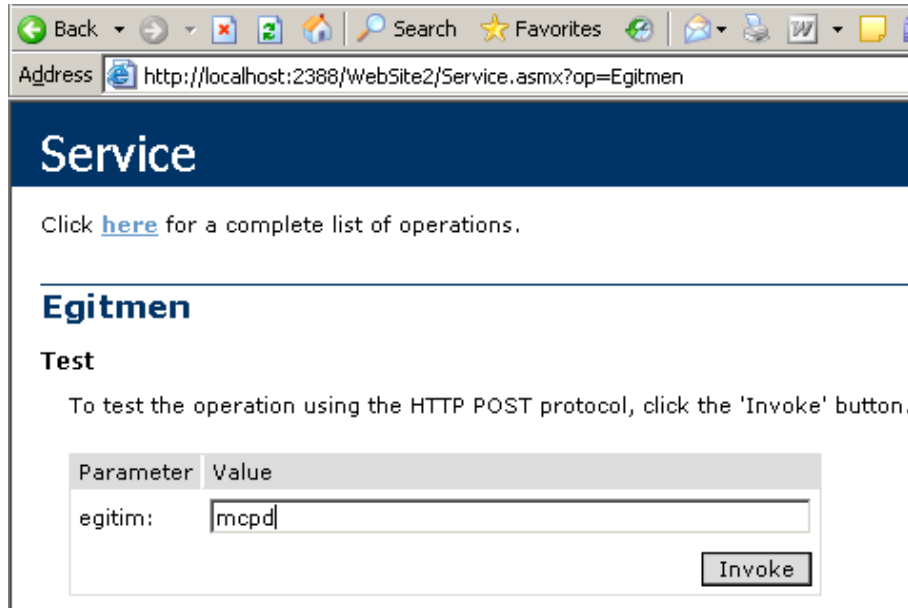 Back Search Favorites
Address http://localhost:2388/WebSite2/Service.asmx?op=Egitmen
Service
Click here for a complete list of operations.
Egitmen
Test
To test the operation using the HTTP POST protocol, click the 'Invoke' button.
Parameter Value
egitim: mcpd
Invoke